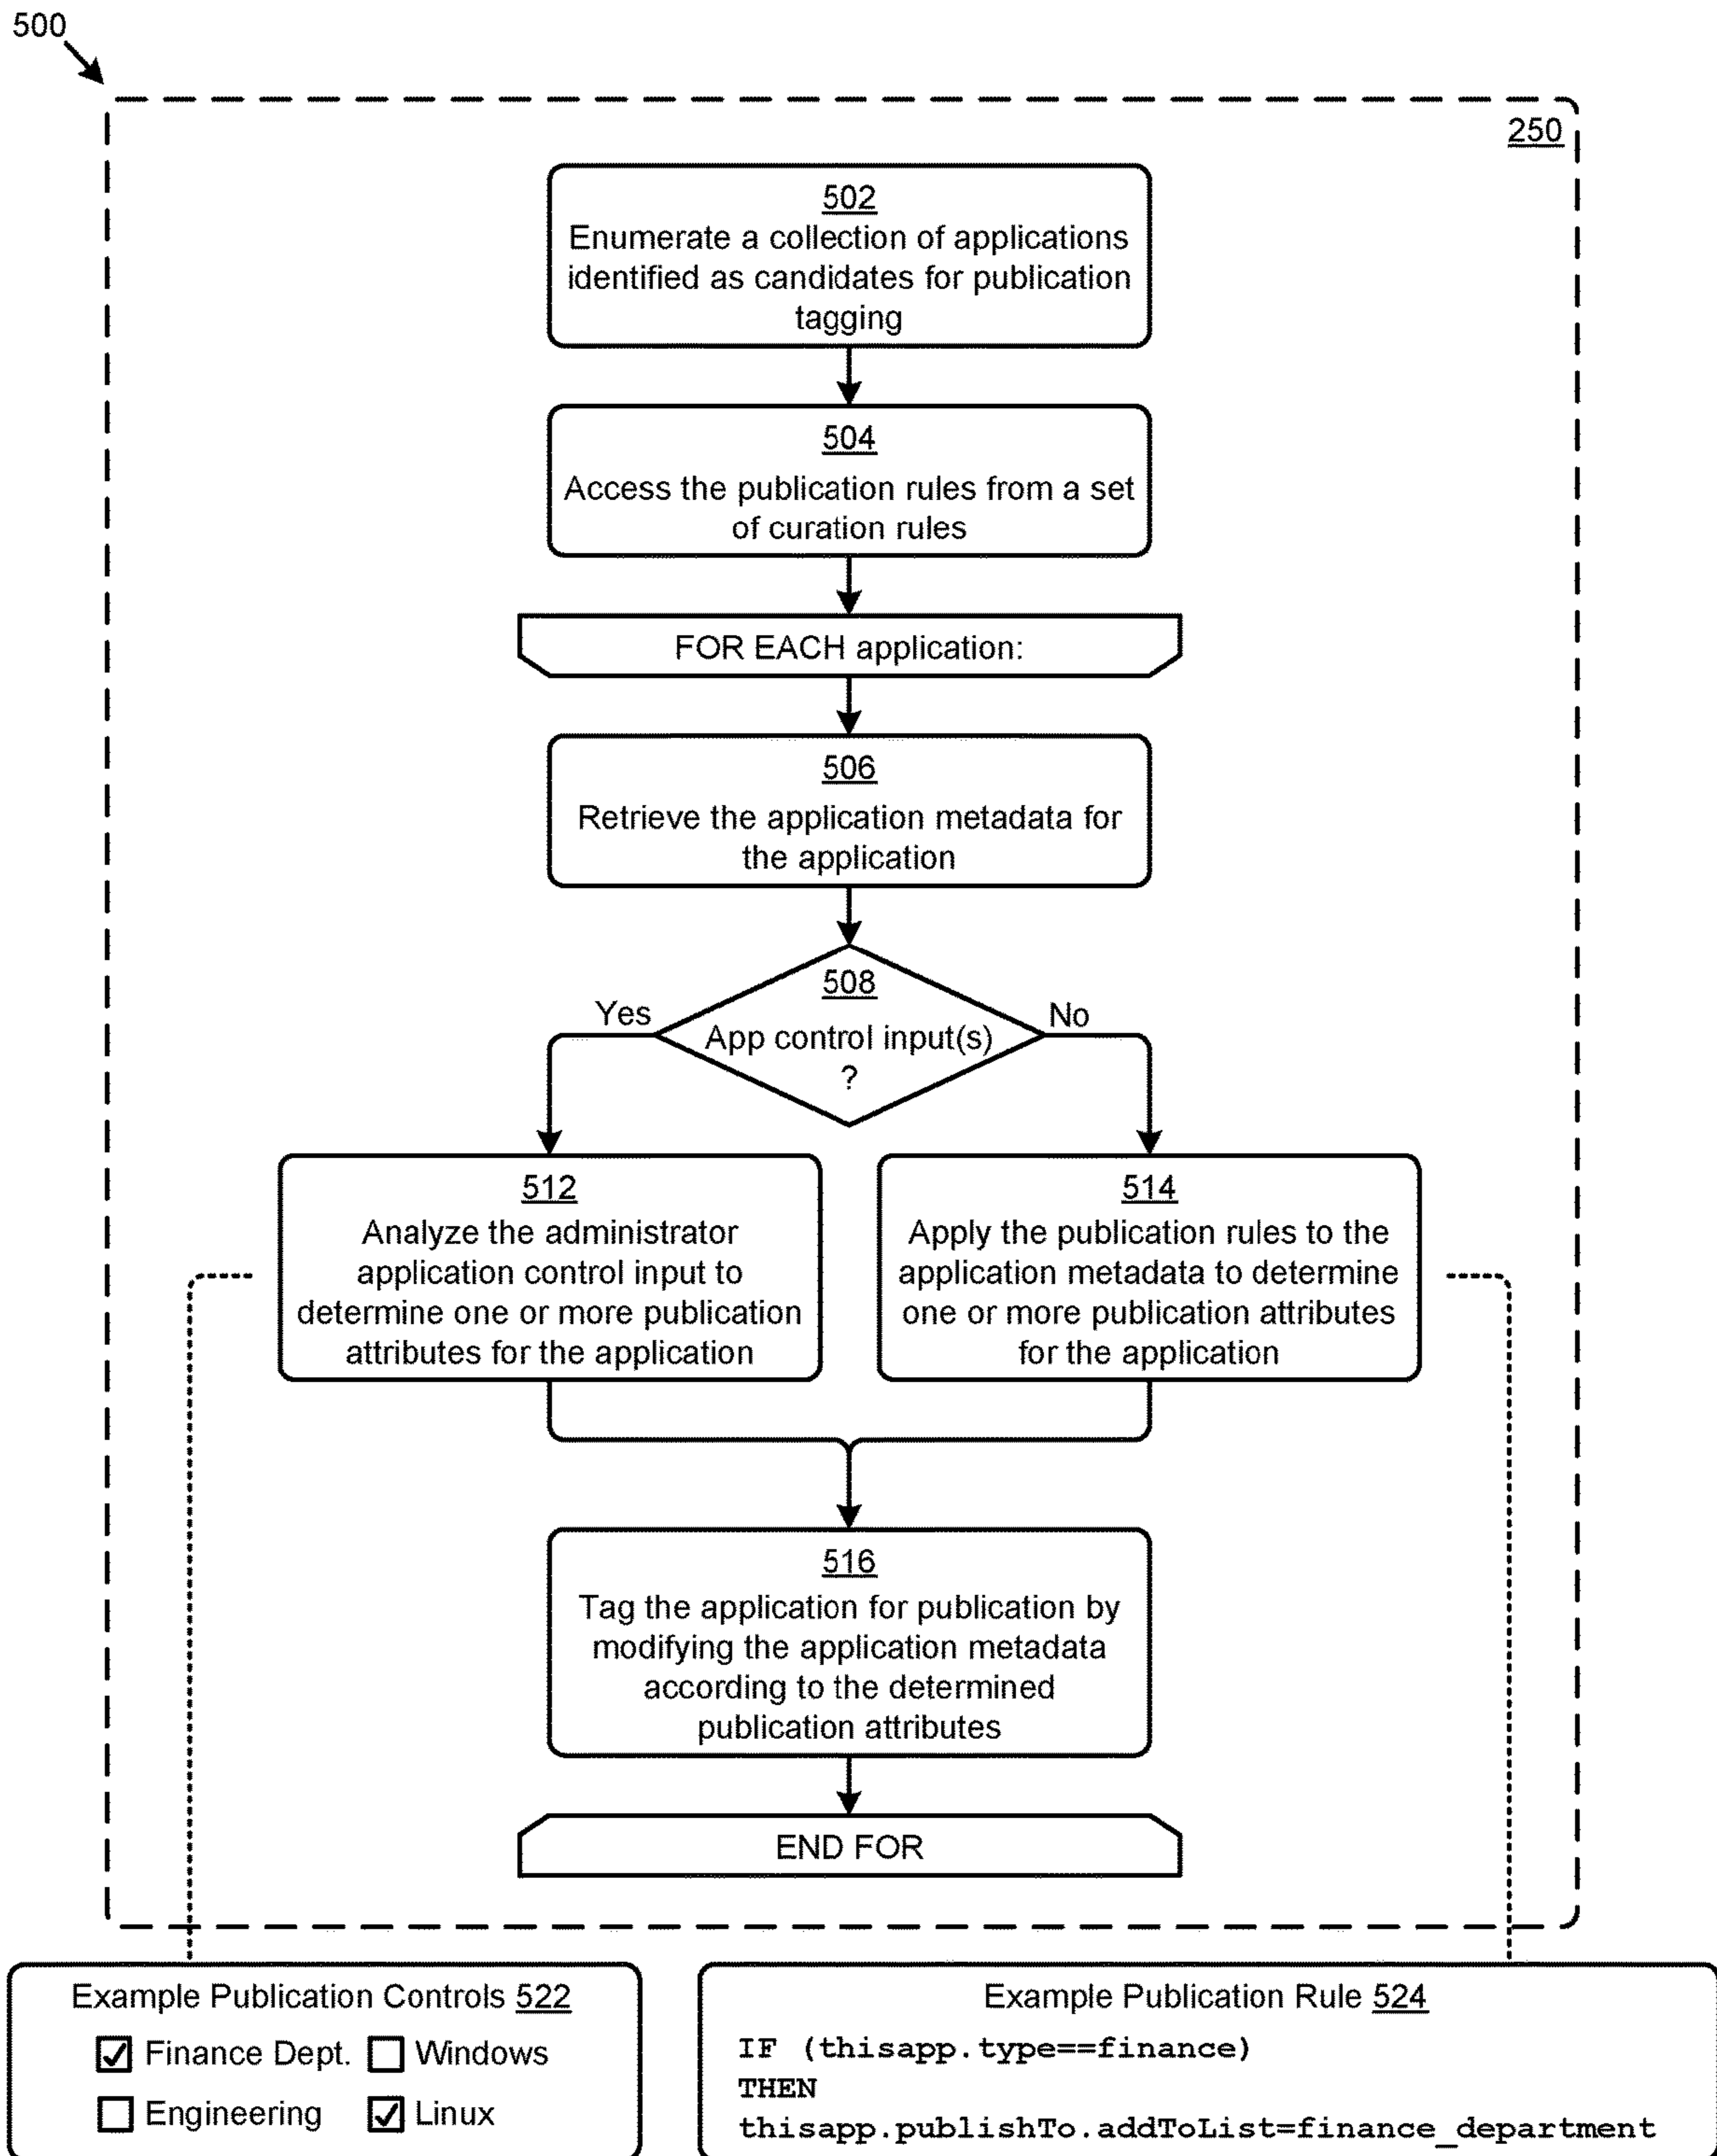 500
250
502
Enumerate a collection of applications
identified as candidates for publication
tagging
504
Access the publication rules from a set
of curation rules
FOR EACH application:
506
Retrieve the application metadata for
the application
508
App control input(s)
?
Yes
No
512
Analyze the administrator
application control input to
determine one or more publication
attributes for the application
514
Apply the publication rules to the
application metadata to determine
one or more publication attributes
for the application
516
Tag the application for publication by
modifying the application metadata
according to the determined
publication attributes
END FOR
Example Publication Controls 522
Finance Dept. Windows
Engineering Linux
Example Publication Rule 524
IF (thisapp.type==finance)
THEN
thisapp.publishTo.addToList=finance_department